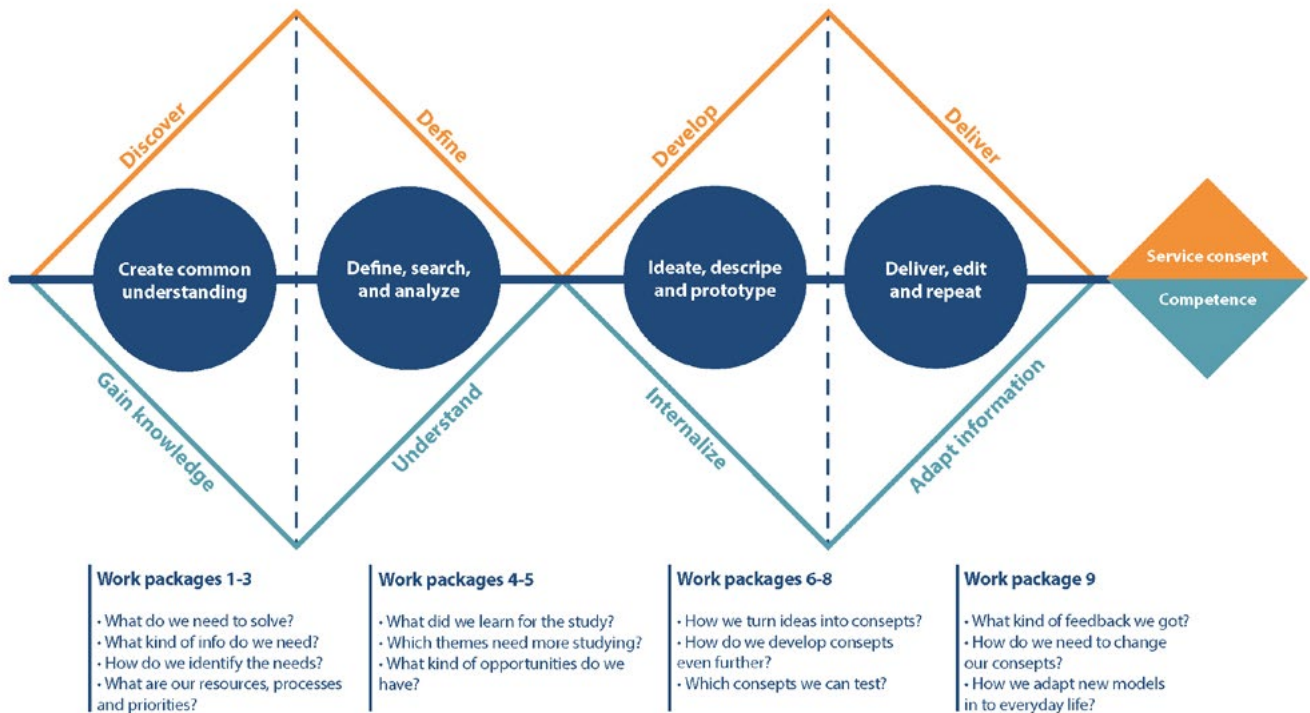 Discover
Define
Develop
Deliver
Create common
understanding
Define, search,
and analyze
Ideate, descripe
and prototype
Deliver, edit
and repeat
Service consept
Competence
Gain knowledge
Understand
Internalize
Adapt information
Work packages 1-3
• What do we need to solve?
• What kind of info do we need?
• How do we identify the needs?
• What are our resources, processes
and priorities?
Work packages 4-5
• What did we learn for the study?
• Which themes need more studying?
• What kind of opportunities do we
have?
Work packages 6-8
• How we turn ideas into concepts?
• How do we develop concepts
even further?
• Which concepts we can test?
Work package 9
• What kind of feedback we got?
• How do we need to change
our concepts?
• How we adapt new models
in to everyday life?